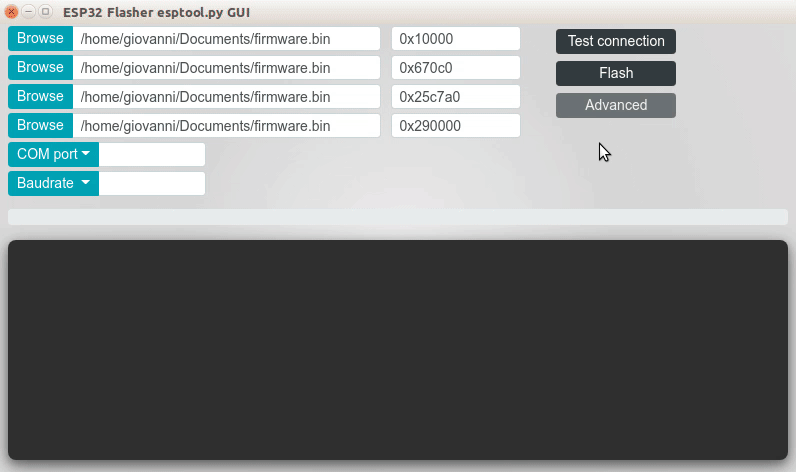 ESP32 Flasher esptool.py GUI
Browse /home/giovanni/Documents/firmware.bin 0x10000 Test connection
Browse /home/giovanni/Documents/firmware.bin 0x670c0 Flash
Browse /home/giovanni/Documents/firmware.bin 0x25c7a0 Advanced
Browse /home/giovanni/Documents/firmware.bin 0x290000
COM port
Baudrate